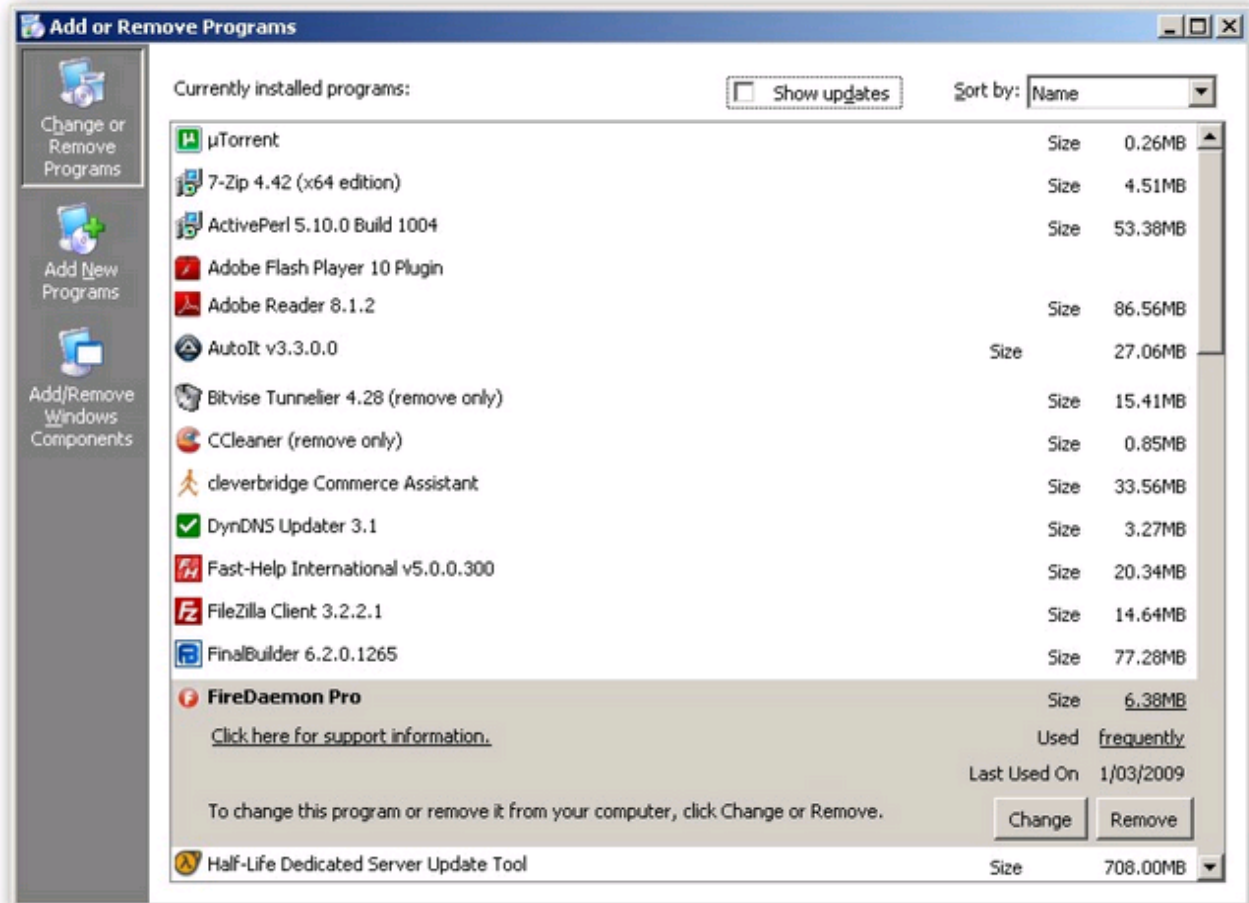 Add or Remove Programs
Change or
Remove
Programs
Add New
Programs
Add/Remove
Windows
Components
Currently installed programs:
Show updates
Sort by: Name
µTorrent Size 0.26MB
7-Zip 4.42 (x64 edition) Size 4.51MB
ActivePerl 5.10.0 Build 1004 Size 53.38MB
Adobe Flash Player 10 Plugin
Adobe Reader 8.1.2 Size 86.56MB
AutoIt v3.3.0.0 Size 27.06MB
Bitvise Tunnelier 4.28 (remove only) Size 15.41MB
CCleaner (remove only) Size 0.85MB
cleverbridge Commerce Assistant Size 33.56MB
DynDNS Updater 3.1 Size 3.27MB
Fast-Help International v5.0.0.300 Size 20.34MB
FileZilla Client 3.2.2.1 Size 14.64MB
FinalBuilder 6.2.0.1265 Size 77.28MB
FireDaemon Pro Size 6.38MB
Click here for support information. Used frequently
Last Used On 1/03/2009
To change this program or remove it from your computer, click Change or Remove. Change Remove
Half-Life Dedicated Server Update Tool Size 708.00MB